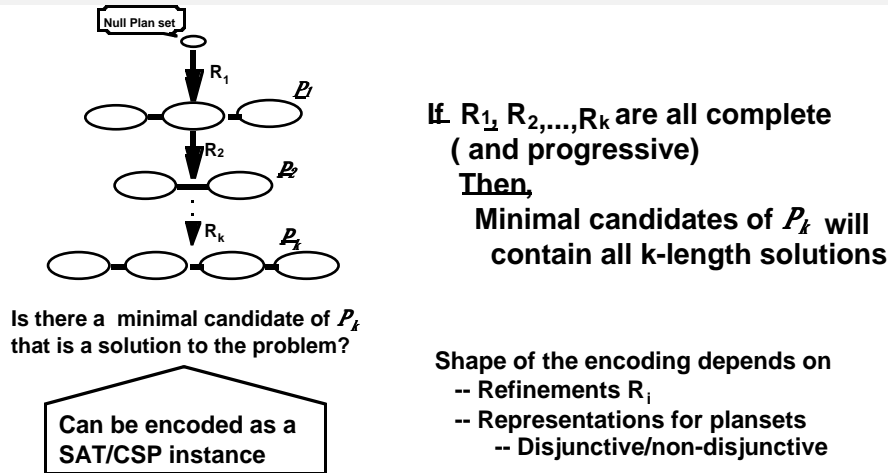 Null Plan set
R1
P1
R2
P2
Rk
Pk
Is there a minimal candidate of Pk
that is a solution to the problem?
Can be encoded as a
SAT/CSP instance
If R1, R2,...,Rk are all complete
( and progressive)
Then,
Minimal candidates of Pk will
contain all k-length solutions
Shape of the encoding depends on
-- Refinements Ri
-- Representations for plansets
-- Disjunctive/non-disjunctive